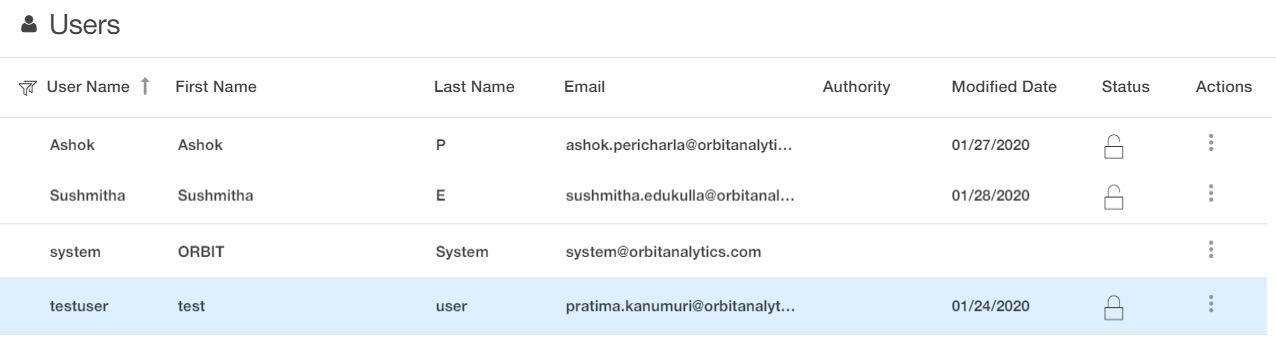 Users
User Name First Name Last Name Email Authority Modified Date Status Actions
Ashok Ashok P ashok.pericharla@orbitanalyti... 01/27/2020
Sushmitha Sushmitha E sushmitha.edukulla@orbitanal... 01/28/2020
system ORBIT System system@orbitanalytics.com
testuser test user pratima.kanumuri@orbitanalyt... 01/24/2020